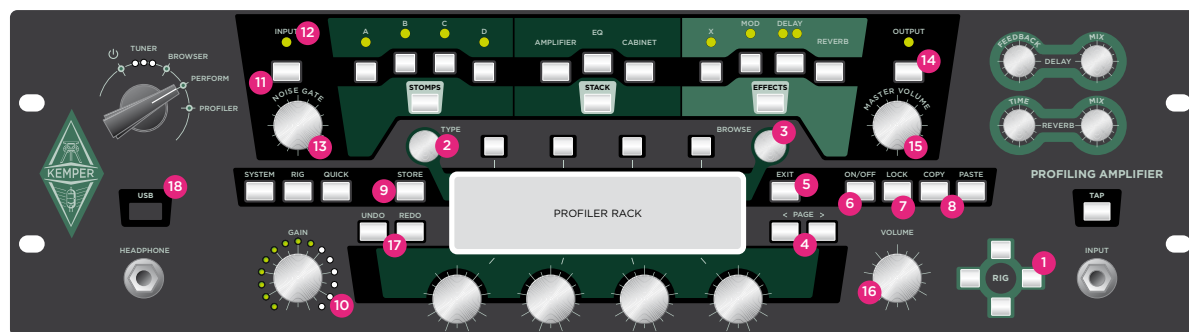 INPUT 12
A B C D
AMPLIFIER EQ CABINET
X MOD DELAY REVERB
OUTPUT
TUNER
BROWSER
PERFORM
PROFILER
11
STOMPS
STACK
EFFECTS
14
NOISE GATE
13
MASTER VOLUME
15
FEEDBACK MIX
DELAY
TIME MIX
REVERB
TYPE
2
BROWSE
3
KEMPER
USB
18
SYSTEM RIG QUICK
9
STORE
PROFILER RACK
EXIT
5
ON/OFF LOCK COPY PASTE
6 7 8
PROFILING AMPLIFIER
TAP
UNDO REDO
17
< PAGE >
4
HEADPHONE
GAIN
10
VOLUME
16
RIG
1
INPUT